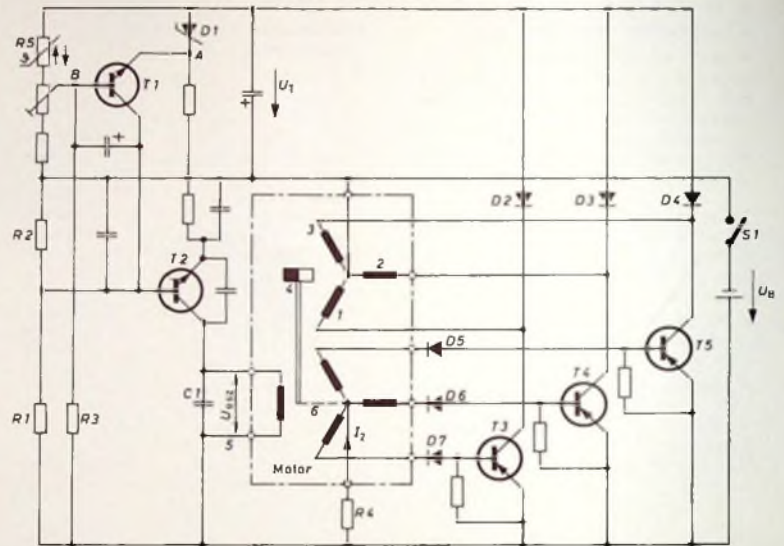 R5
ϑ
B
T1
D1
A
+
U1
+
R2
T2
C1
Uosz
5
R1
R3
3
2
4
1
6
I2
Motor
R4
D2
D3
D4
S1
UB
D5
D6
D7
T3
T4
T5